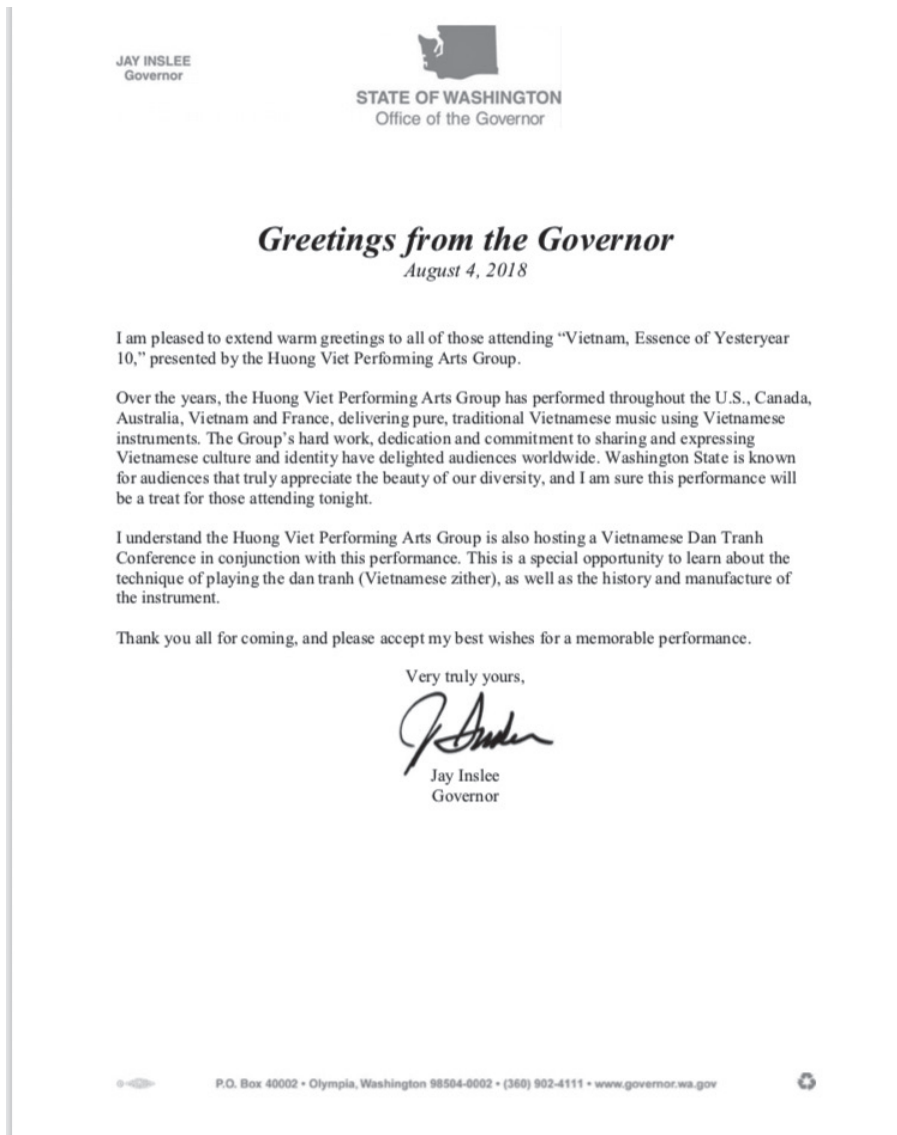 JAY INSLEE
Governor
STATE OF WASHINGTON
Office of the Governor
Greetings from the Governor
August 4, 2018
I am pleased to extend warm greetings to all of those attending “Vietnam, Essence of Yesteryear
10,” presented by the Huong Viet Perfoming Arts Group.
Over the years, the Huong Viet Performing Arts Group has performed throughout the U.S., Canada,
Australia, Vietnam and France, delivering pure, traditional Vietnamese music using Vietnamese
instruments. The Group’s hard work, dedication and commitment to sharing and expressing
Vietnamese culture and identity have delighted audiences worldwide. Washington State is known
for audiences that truly appreciate the beauty of our diversity, and I am sure this performance will
be a treat for those attending tonight.
I understand the Huong Viet Performing Arts Group is also hosting a Vietnamese Dan Tranh
Conference in conjunction with this performance. This is a special opportunity to learn about the
technique of playing the dan tranh (Vietnamese zither), as well as the history and manufacture of
the instrument.
Thank you all for coming, and please accept my best wishes for a memorable performance.
Very truly yours,
Jay Inslee
Governor
P.O. Box 40002 • Olympia, Washington 98504-0002 • (360) 902-4111 • www.governor.wa.gov